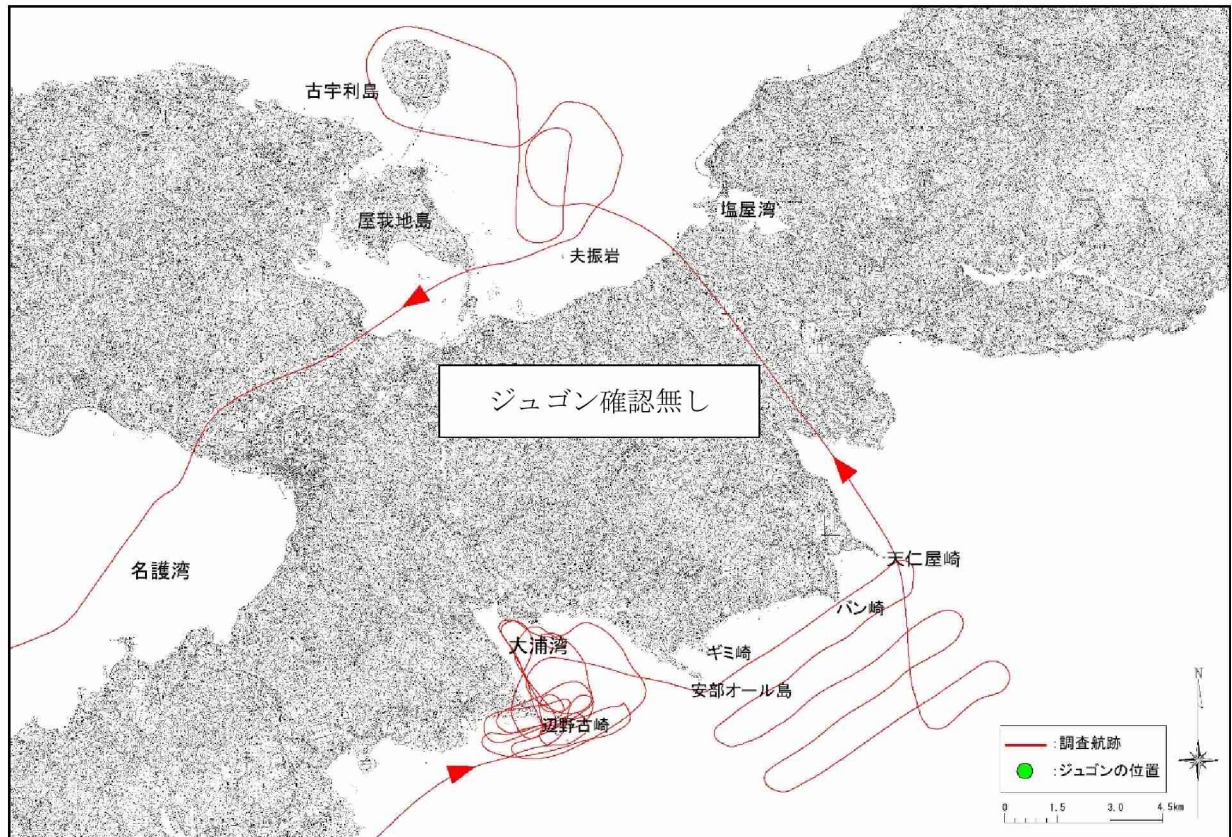 古宇利島
屋我地島
塩屋湾
夫振岩
ジュゴン確認無し
名護湾
天仁屋崎
バン崎
大浦湾
ギミ崎
安部オール島
辺野古崎
N
:調査航跡
:ジュゴンの位置
0 1.5 3.0 4.5km